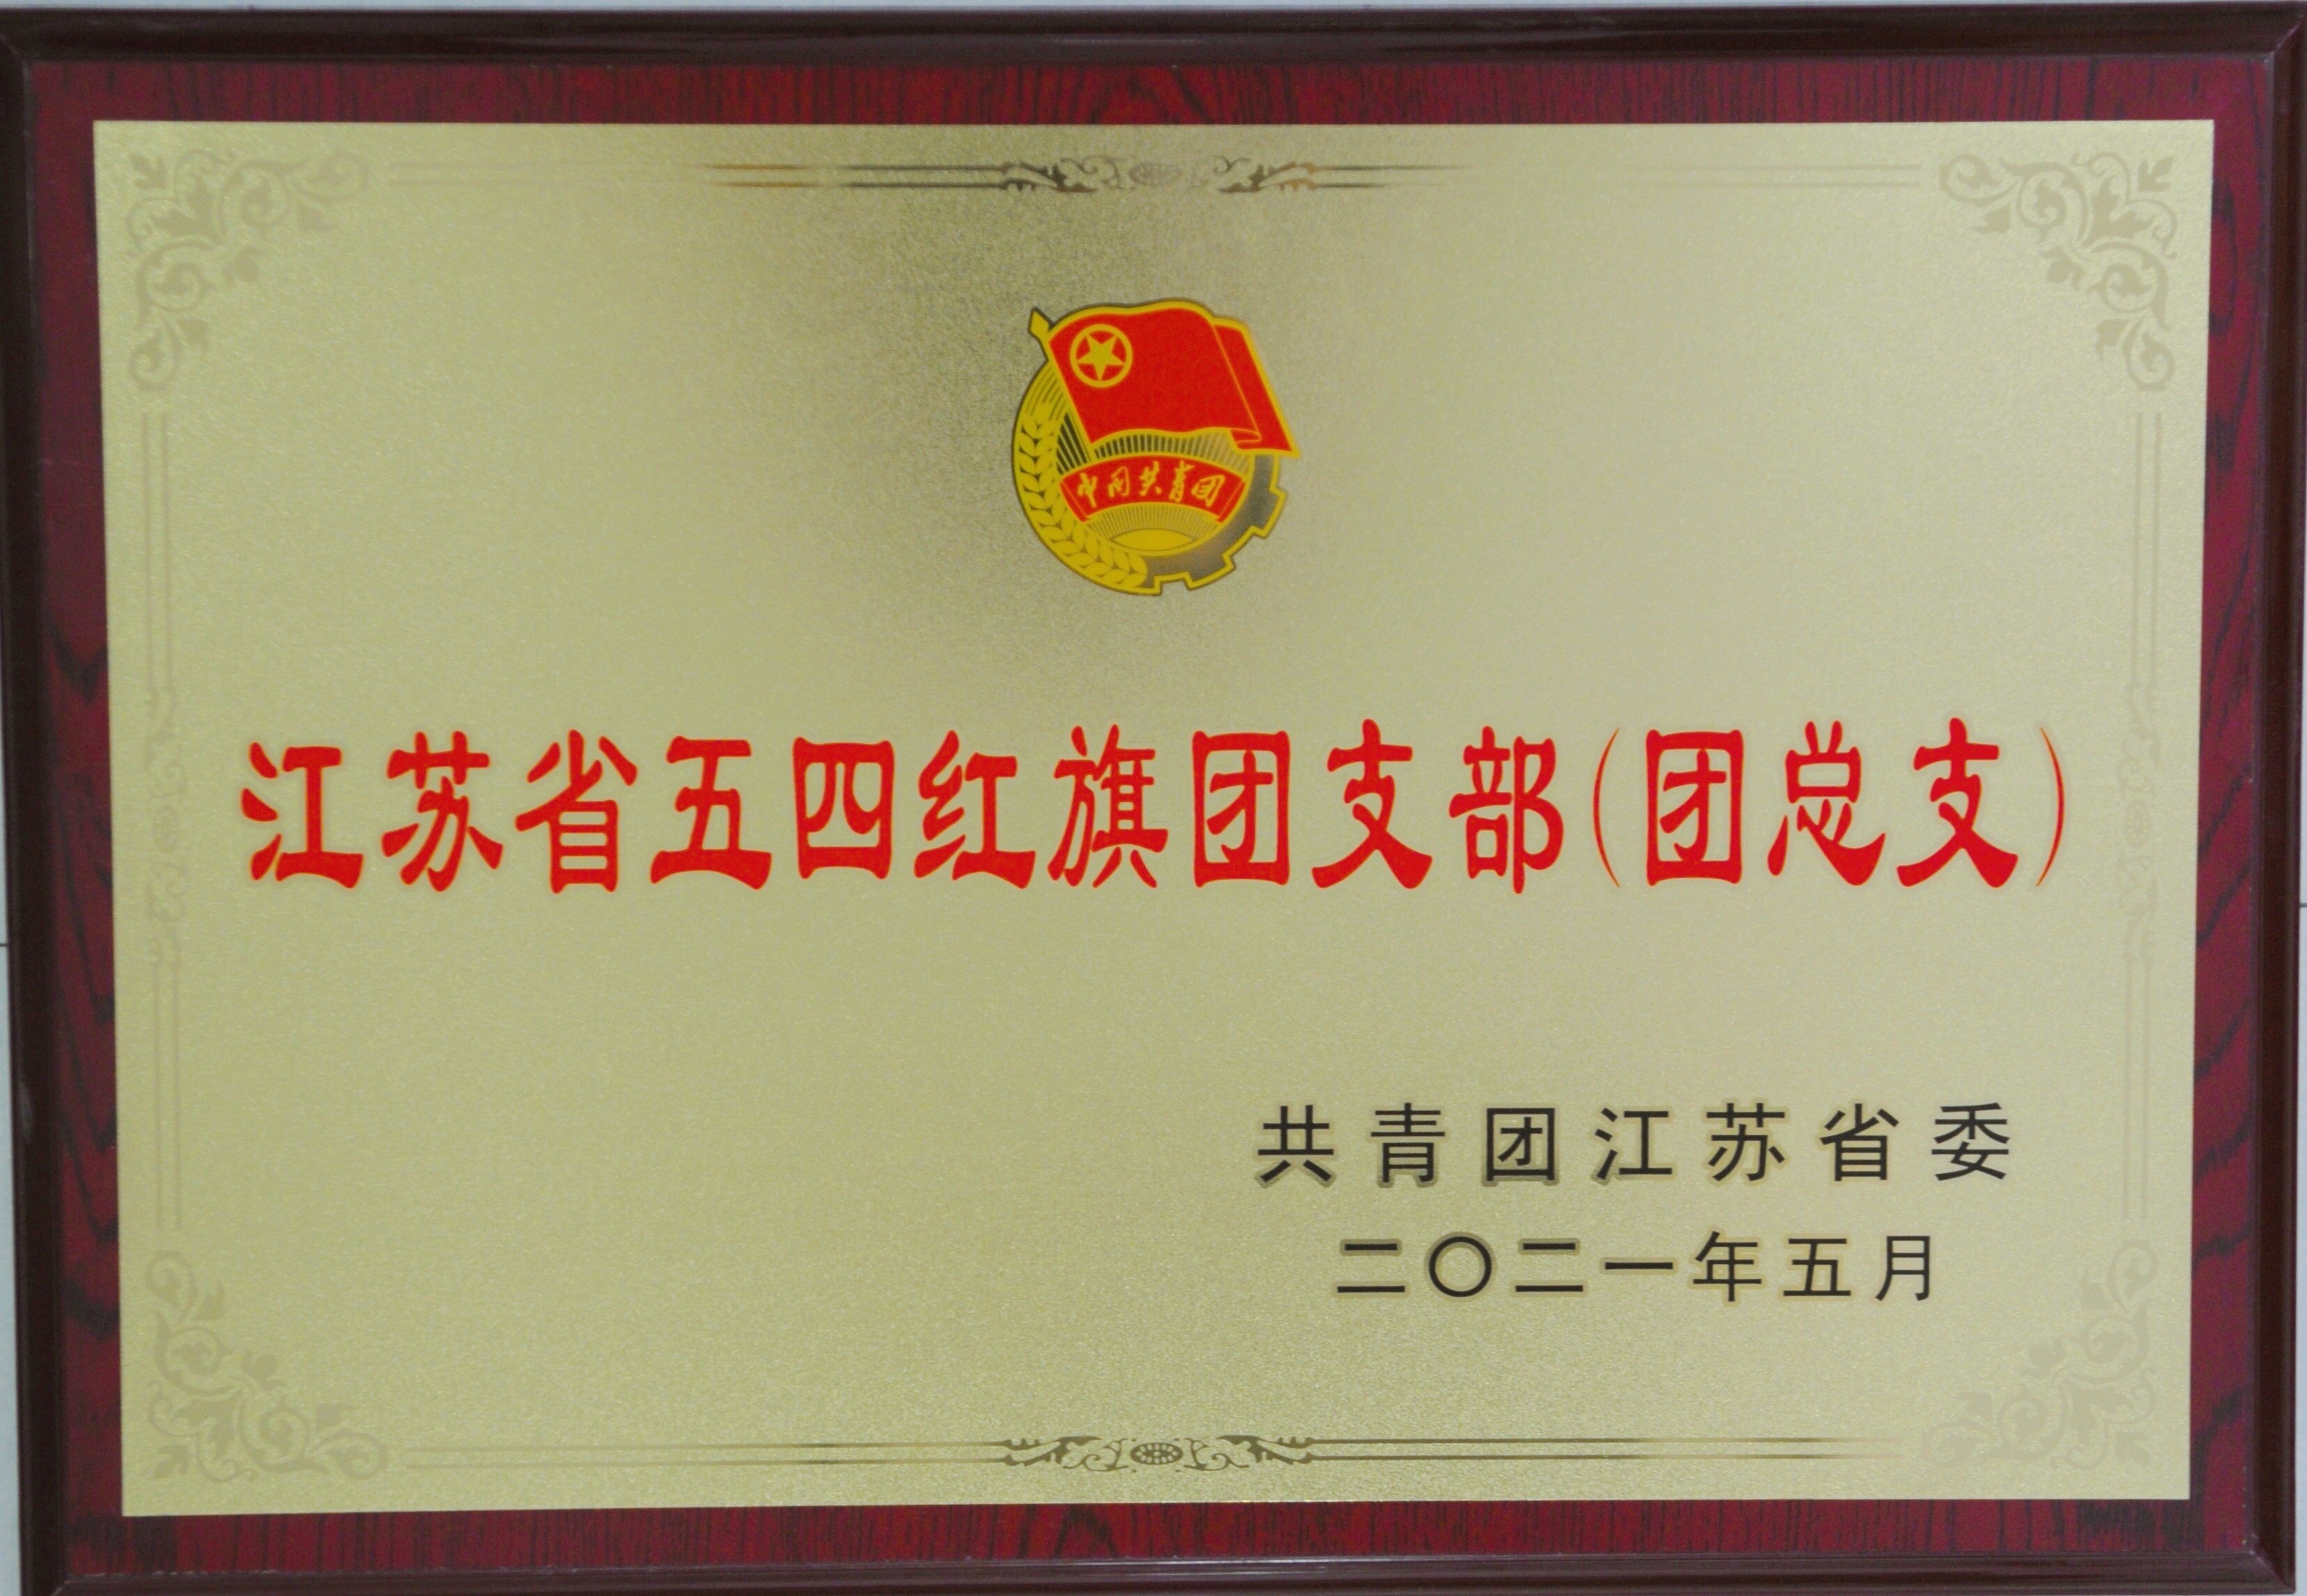 中国共青团
江苏省五四红旗团支部(团总支)
共青团江苏省委
二〇二一年五月